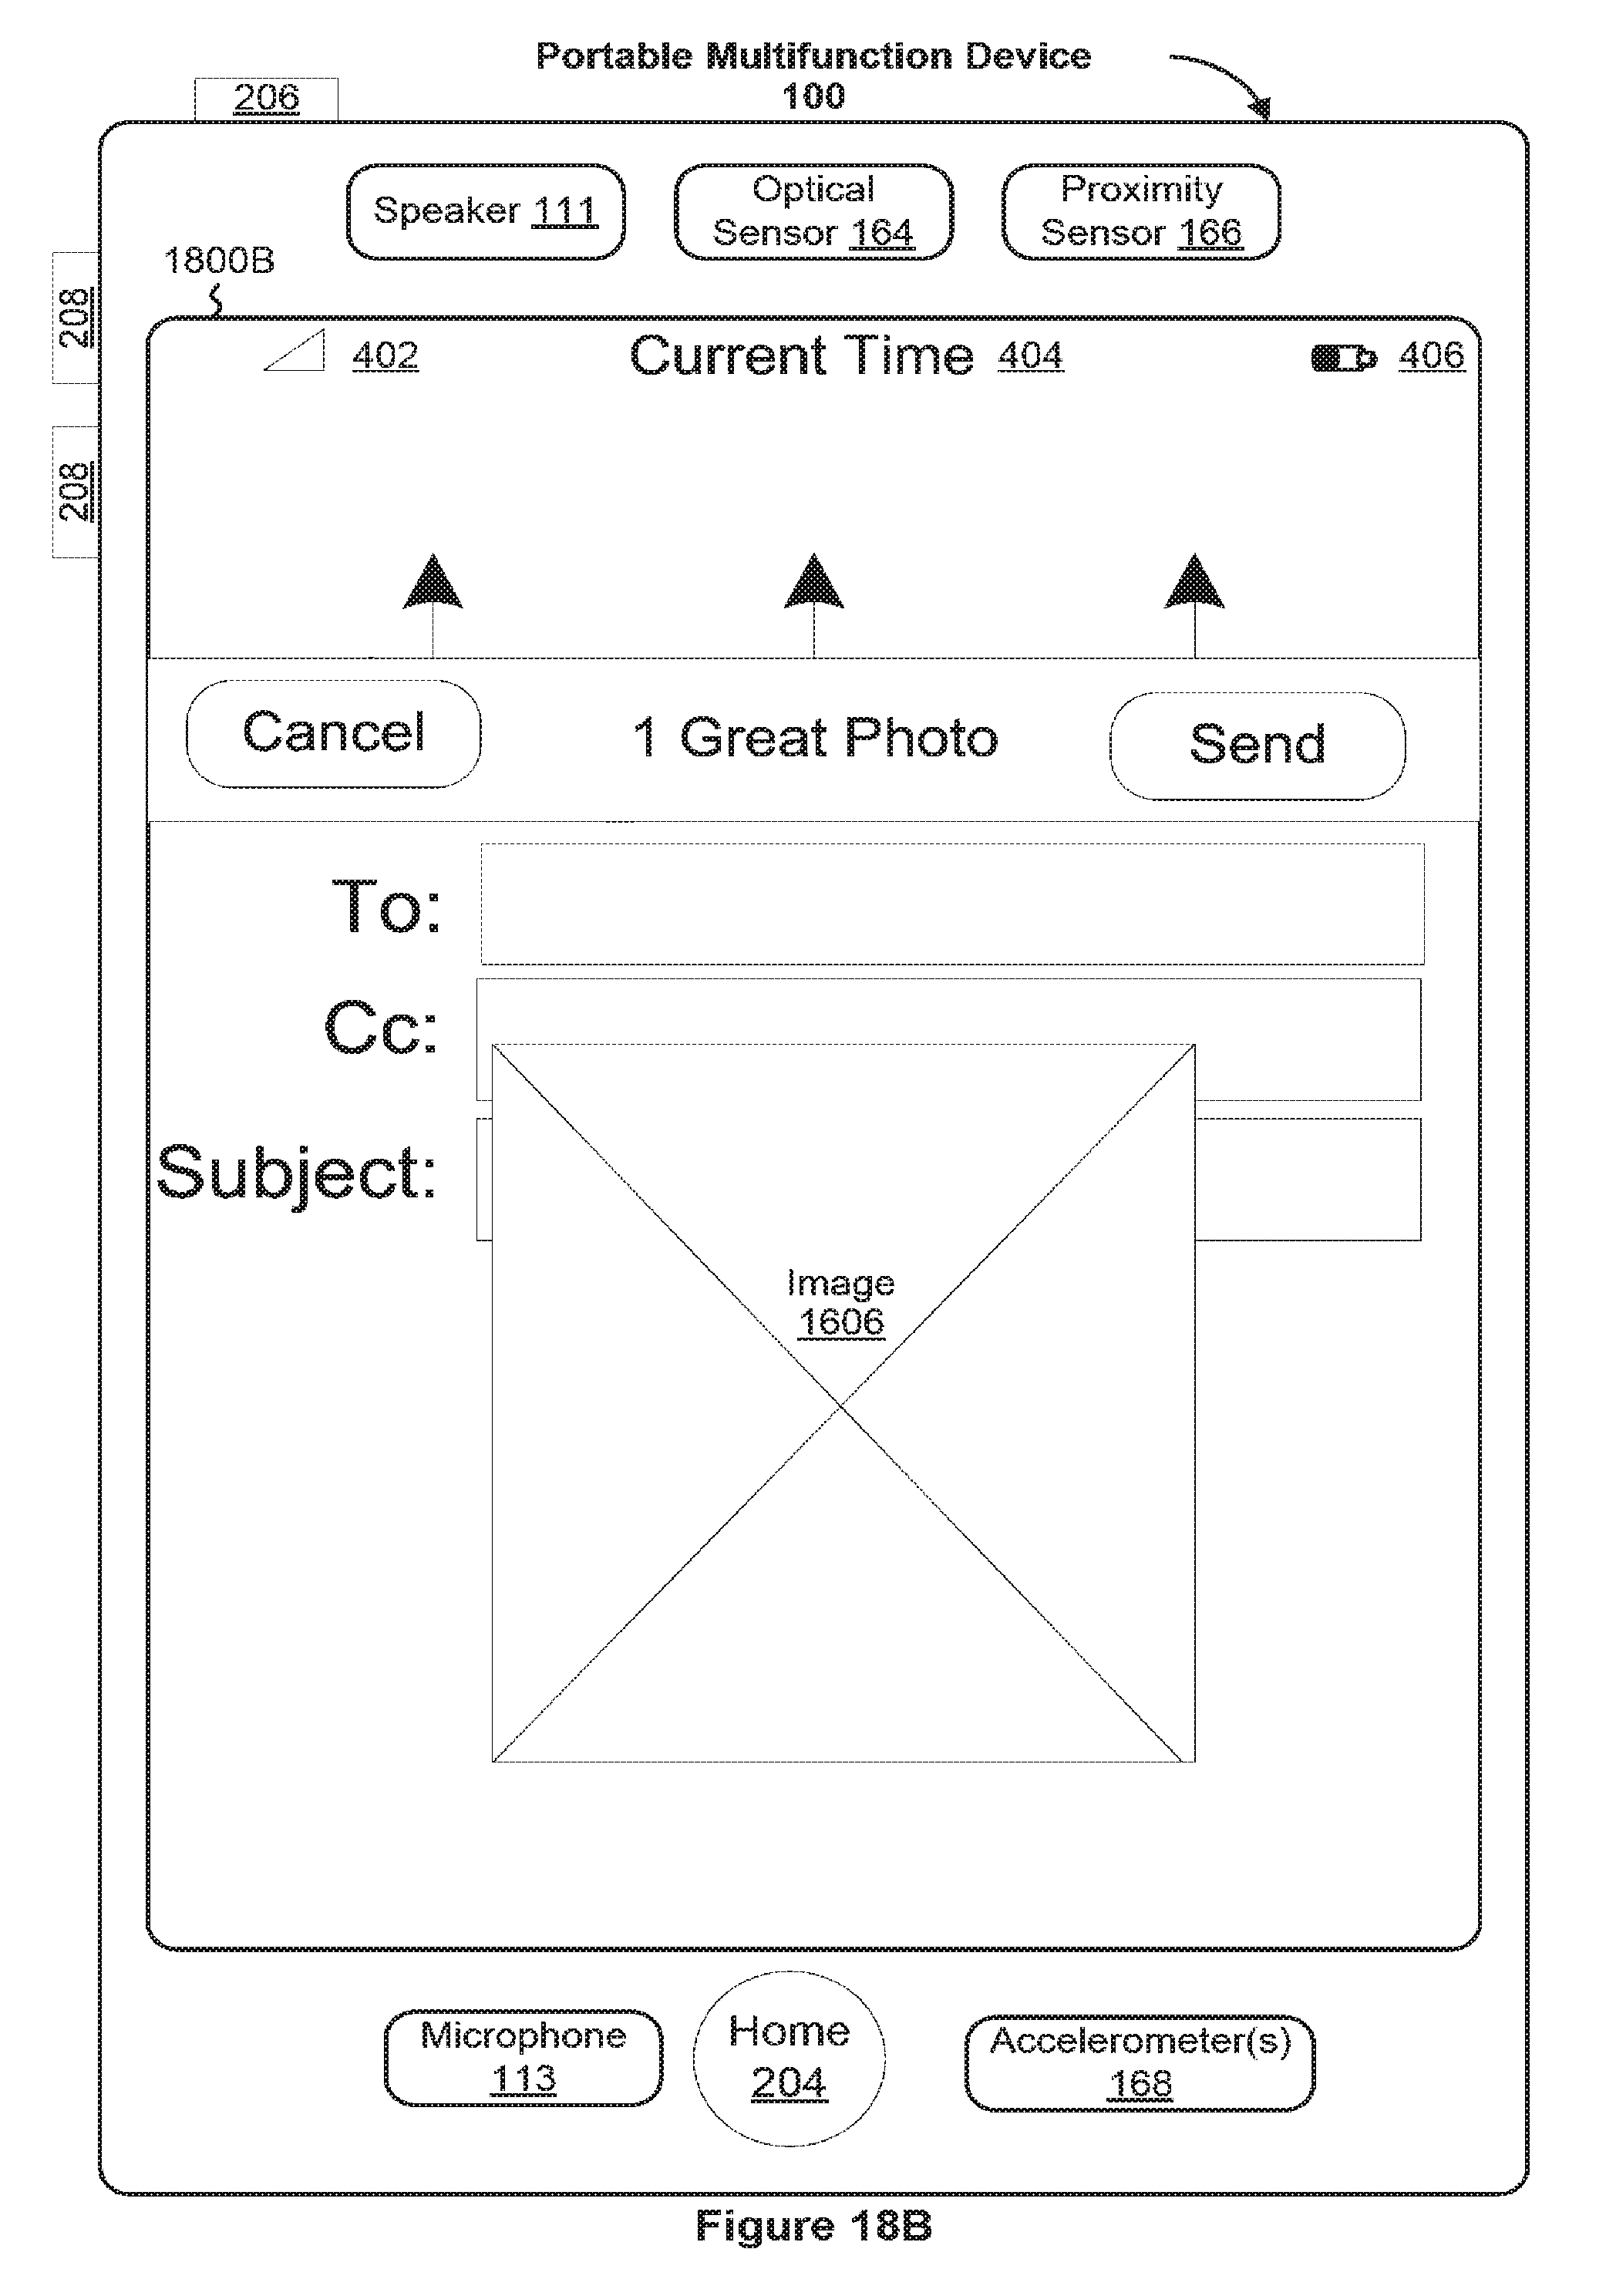 Portable Multifunction Device
100
206
Speaker 111
Optical
Sensor 164
Proximity
Sensor 166
1800B
208
208
402
Current Time 404
406
Cancel
1 Great Photo
Send
To:
Cc:
Subject:
Image
1606
Microphone
113
Home
204
Accelerometer(s)
168
Figure 18B